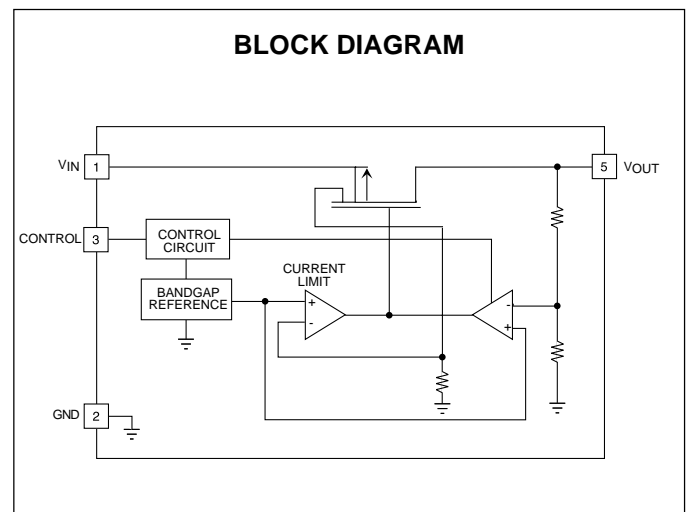 BLOCK DIAGRAM
VIN 1
5 VOUT
CONTROL 3
CONTROL
CIRCUIT
CURRENT
LIMIT
BANDGAP
REFERENCE
+
-
-
+
GND 2